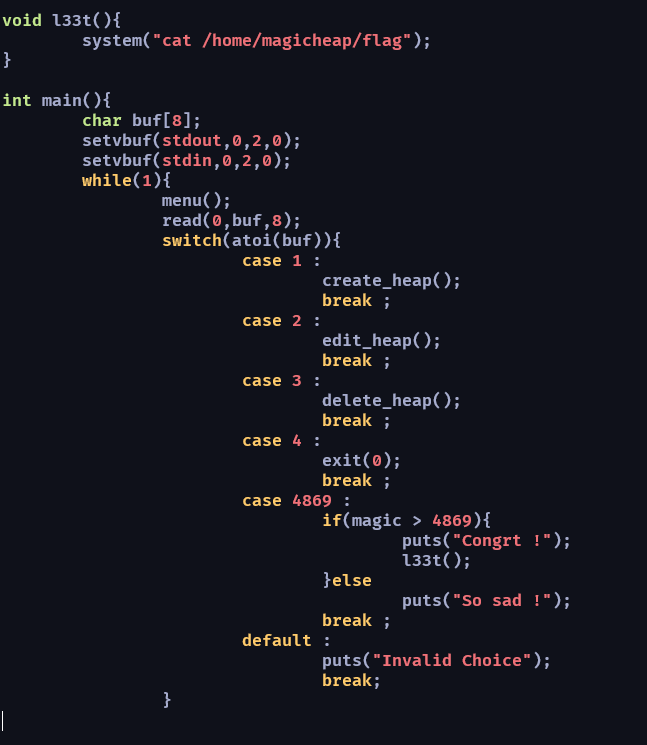 void l33t(){
        system("cat /home/magicheap/flag");
}

int main(){
        char buf[8];
        setvbuf(stdout,0,2,0);
        setvbuf(stdin,0,2,0);
        while(1){
                menu();
                read(0,buf,8);
                switch(atoi(buf)){
                        case 1 :
                                create_heap();
                                break ;
                        case 2 :
                                edit_heap();
                                break ;
                        case 3 :
                                delete_heap();
                                break ;
                        case 4 :
                                exit(0);
                                break ;
                        case 4869 :
                                if(magic > 4869){
                                        puts("Congrt !");
                                        l33t();
                                }else
                                        puts("So sad !");
                                break ;
                        default :
                                puts("Invalid Choice");
                                break;
                }